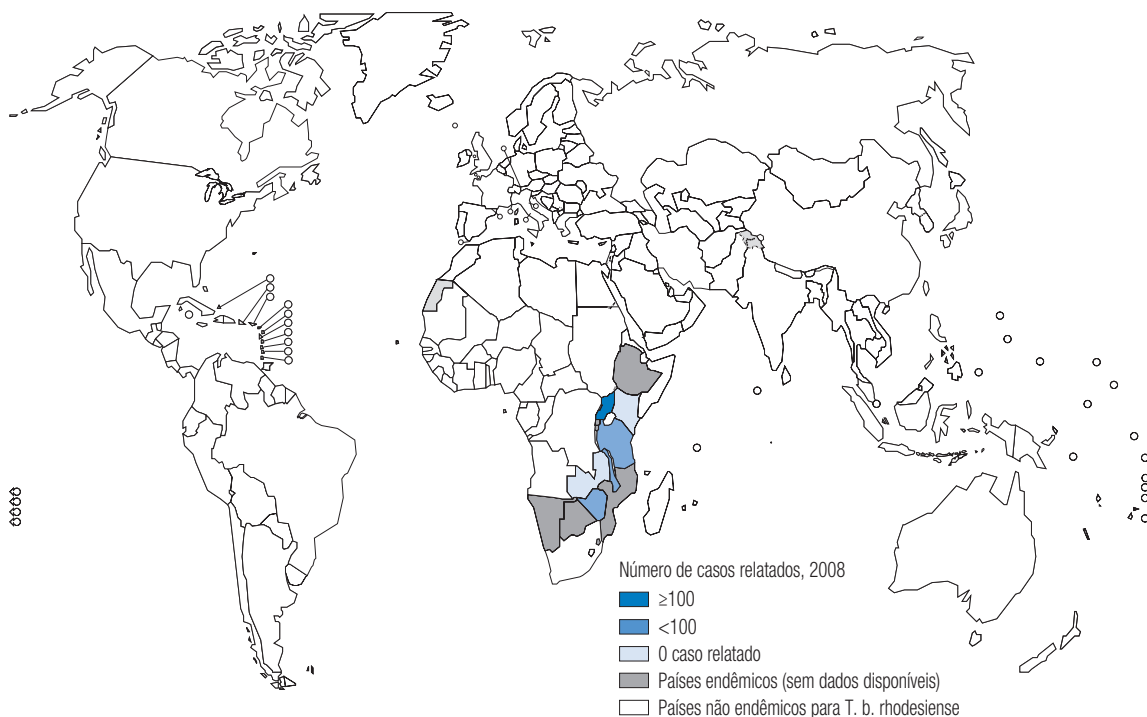 Número de casos relatados, 2008
≥100
<100
0 caso relatado
Países endêmicos (sem dados disponíveis)
Países não endêmicos para T. b. rhodesiense